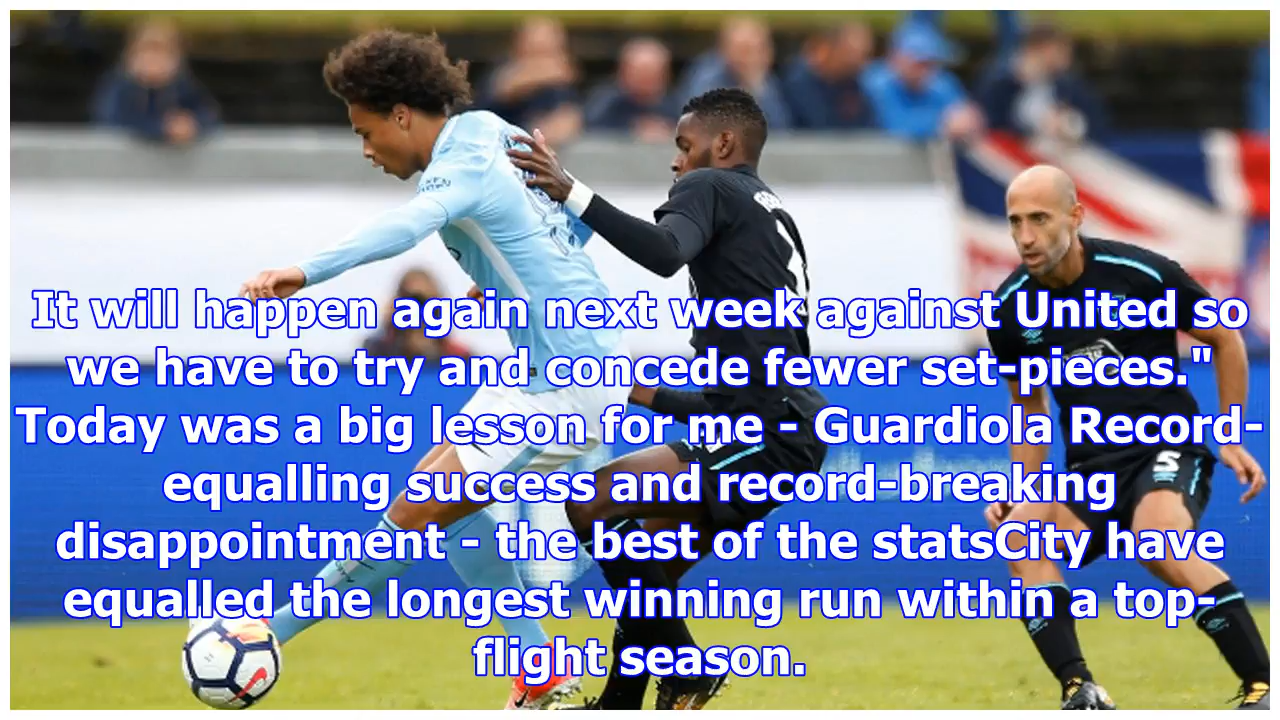 It will happen again next week against United so
we have to try and concede fewer set-pieces."
Today was a big lesson for me - Guardiola Record-
equalling success and record-breaking
disappointment - the best of the statsCity have
equalled the longest winning run within a top-
flight season.
5